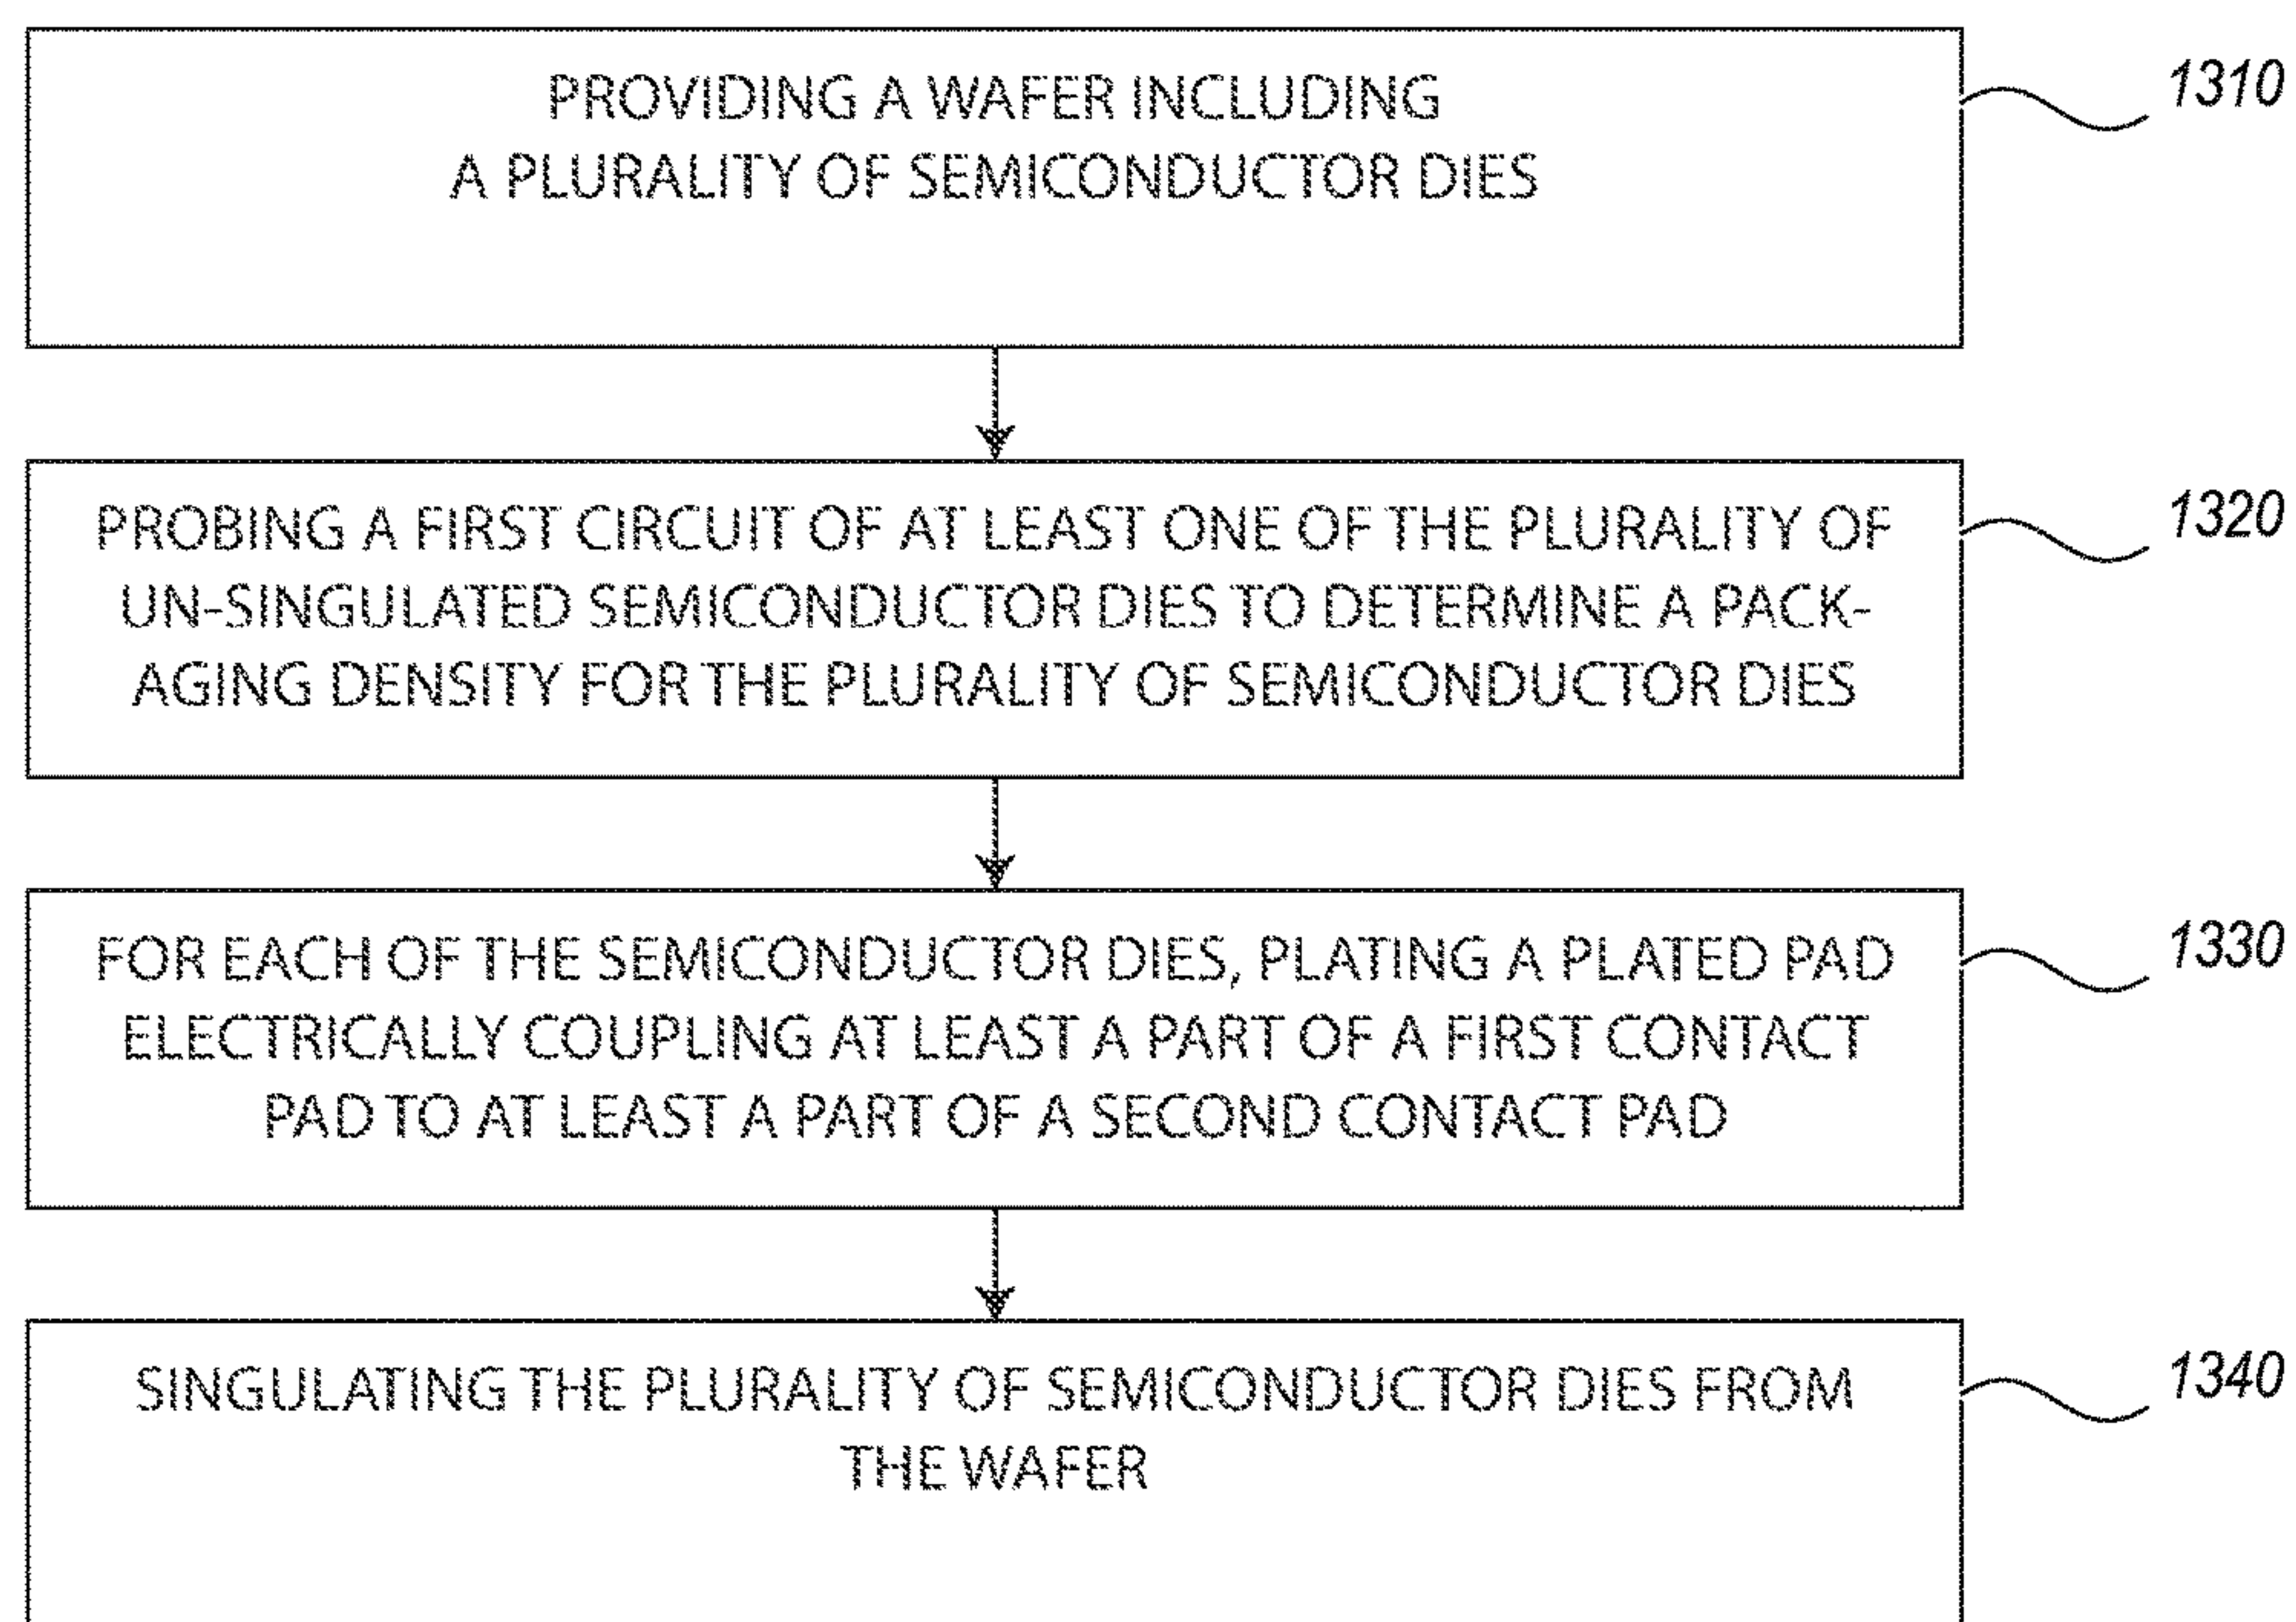 PROVIDING A WAFER INCLUDING
A PLURALITY OF SEMICONDUCTOR DIES
1310
PROBING A FIRST CIRCUIT OF AT LEAST ONE OF THE PLURALITY OF
UN-SINGULATED SEMICONDUCTOR DIES TO DETERMINE A PACK-
AGING DENSITY FOR THE PLURALITY OF SEMICONDUCTOR DIES
1320
FOR EACH OF THE SEMICONDUCTOR DIES, PLATING A PLATED PAD
ELECTRICALLY COUPLING AT LEAST A PART OF A FIRST CONTACT
PAD TO AT LEAST A PART OF A SECOND CONTACT PAD
1330
SINGULATING THE PLURALITY OF SEMICONDUCTOR DIES FROM
THE WAFER
1340